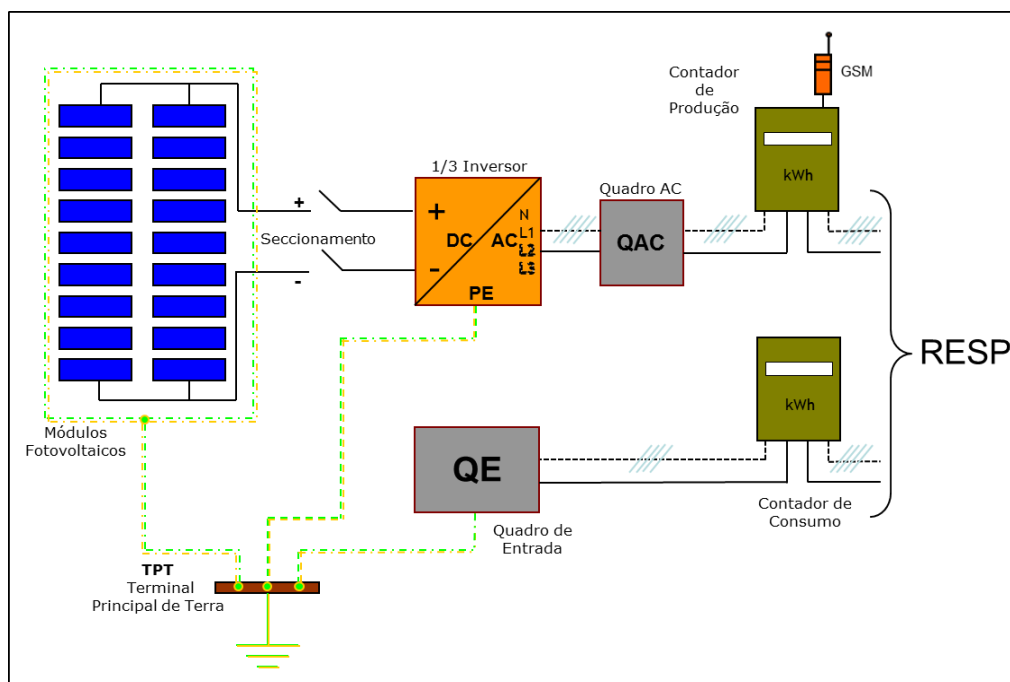 Contador
de
Produção
GSM
kWh
1/3 Inversor
Quadro AC
+
+
DC
AC
N
L1
L2
L3
QAC
Seccionamento
-
-
PE
RESP
Módulos
Fotovoltaicos
QE
kWh
Contador de
Consumo
Quadro de
Entrada
TPT
Terminal
Principal de Terra